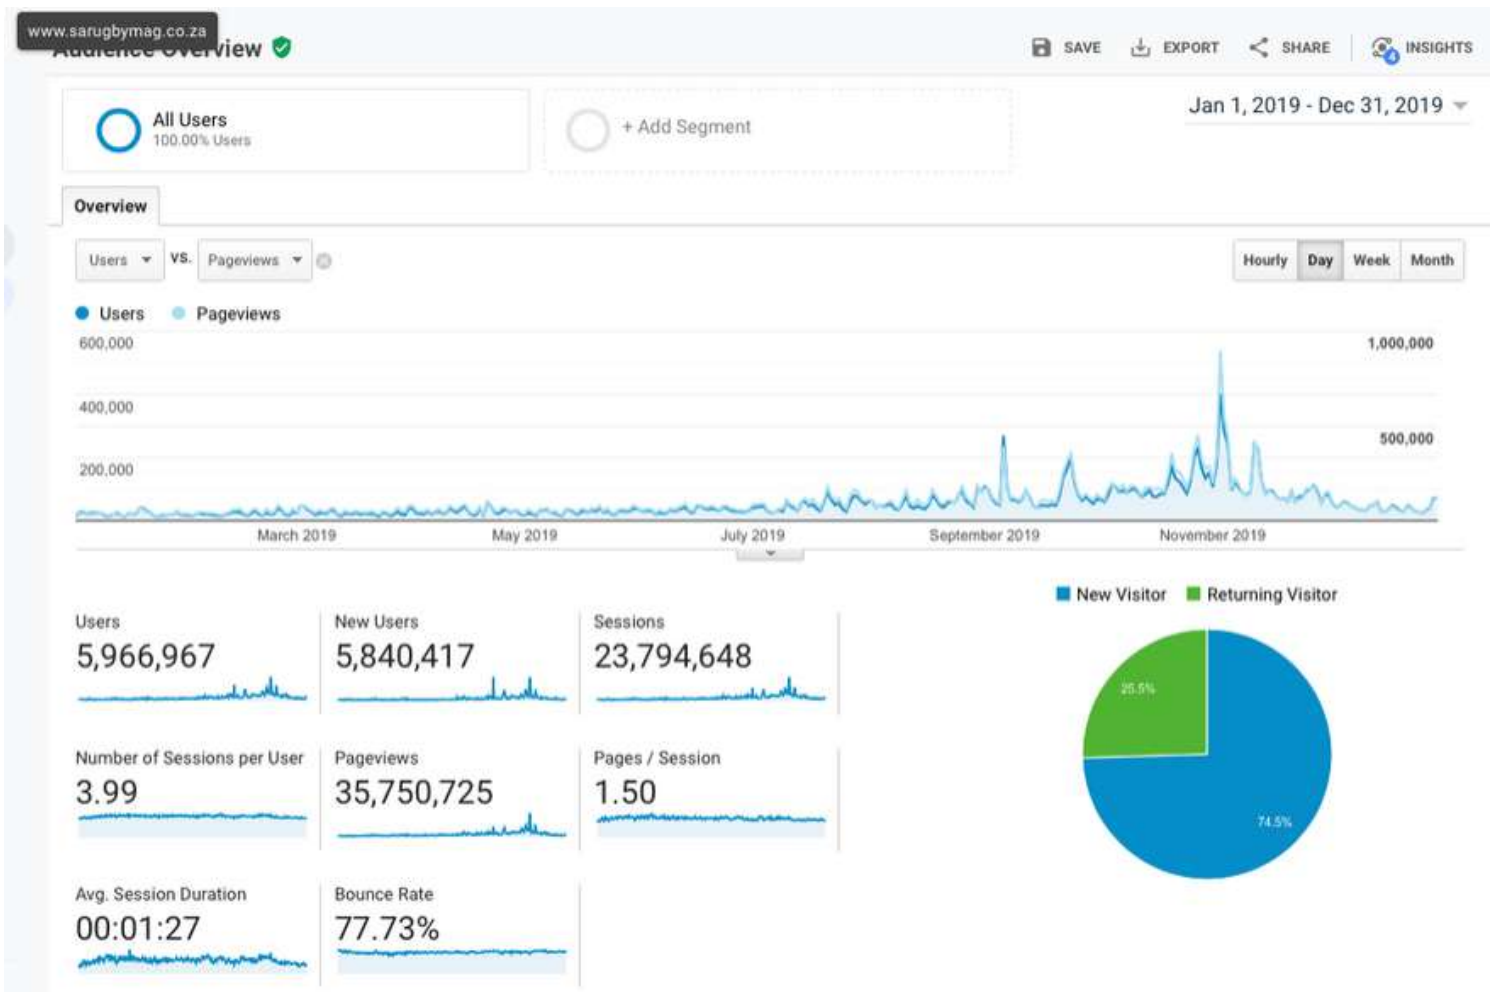 www.sarugbymag.co.za
Audience Overview
SAVE
EXPORT
SHARE
4
INSIGHTS
All Users
100.00% Users
+ Add Segment
Jan 1, 2019 - Dec 31, 2019
Overview
Users
VS.
Pageviews
Hourly
Day
Week
Month
Users
Pageviews
600,000
1,000,000
400,000
500,000
200,000
March 2019
May 2019
July 2019
September 2019
November 2019
New Visitor
Returning Visitor
Users
5,966,967
New Users
5,840,417
Sessions
23,794,648
25.5%
Number of Sessions per User
3.99
Pageviews
35,750,725
Pages / Session
1.50
74.5%
Avg. Session Duration
00:01:27
Bounce Rate
77.73%